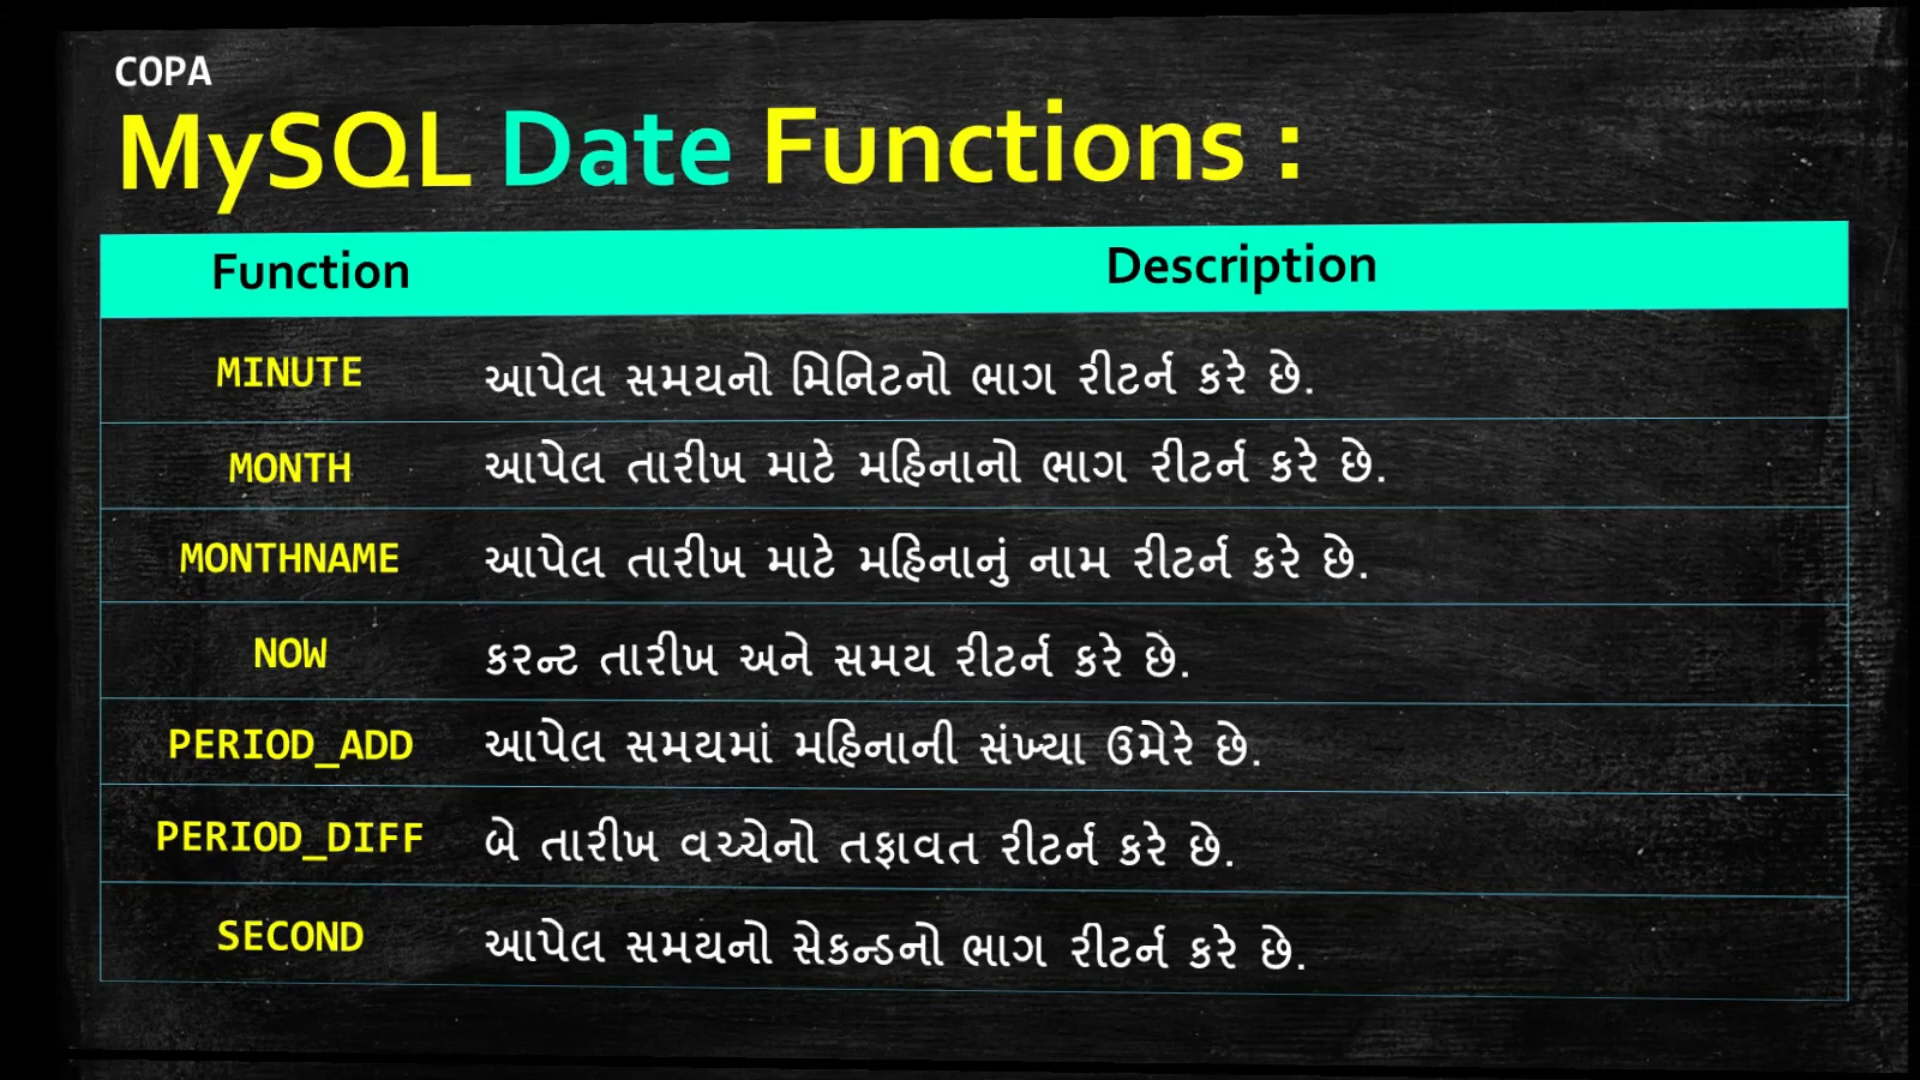 COPA
MySQL Date Functions :
Function Description
MINUTE આપેલ સમયનો મિનિટનો ભાગ રીટર્ન કરે છે.
MONTH આપેલ તારીખ માટે મહિનાનો ભાગ રીટર્ન કરે છે.
MONTHNAME આપેલ તારીખ માટે મહિનાનું નામ રીટર્ન કરે છે.
NOW કરન્ટ તારીખ અને સમય રીટર્ન કરે છે.
PERIOD_ADD આપેલ સમયમાં મહિનાની સંખ્યા ઉમેરે છે.
PERIOD_DIFF બે તારીખ વચ્ચેનો તફાવત રીટર્ન કરે છે.
SECOND આપેલ સમયનો સેકન્ડનો ભાગ રીટર્ન કરે છે.